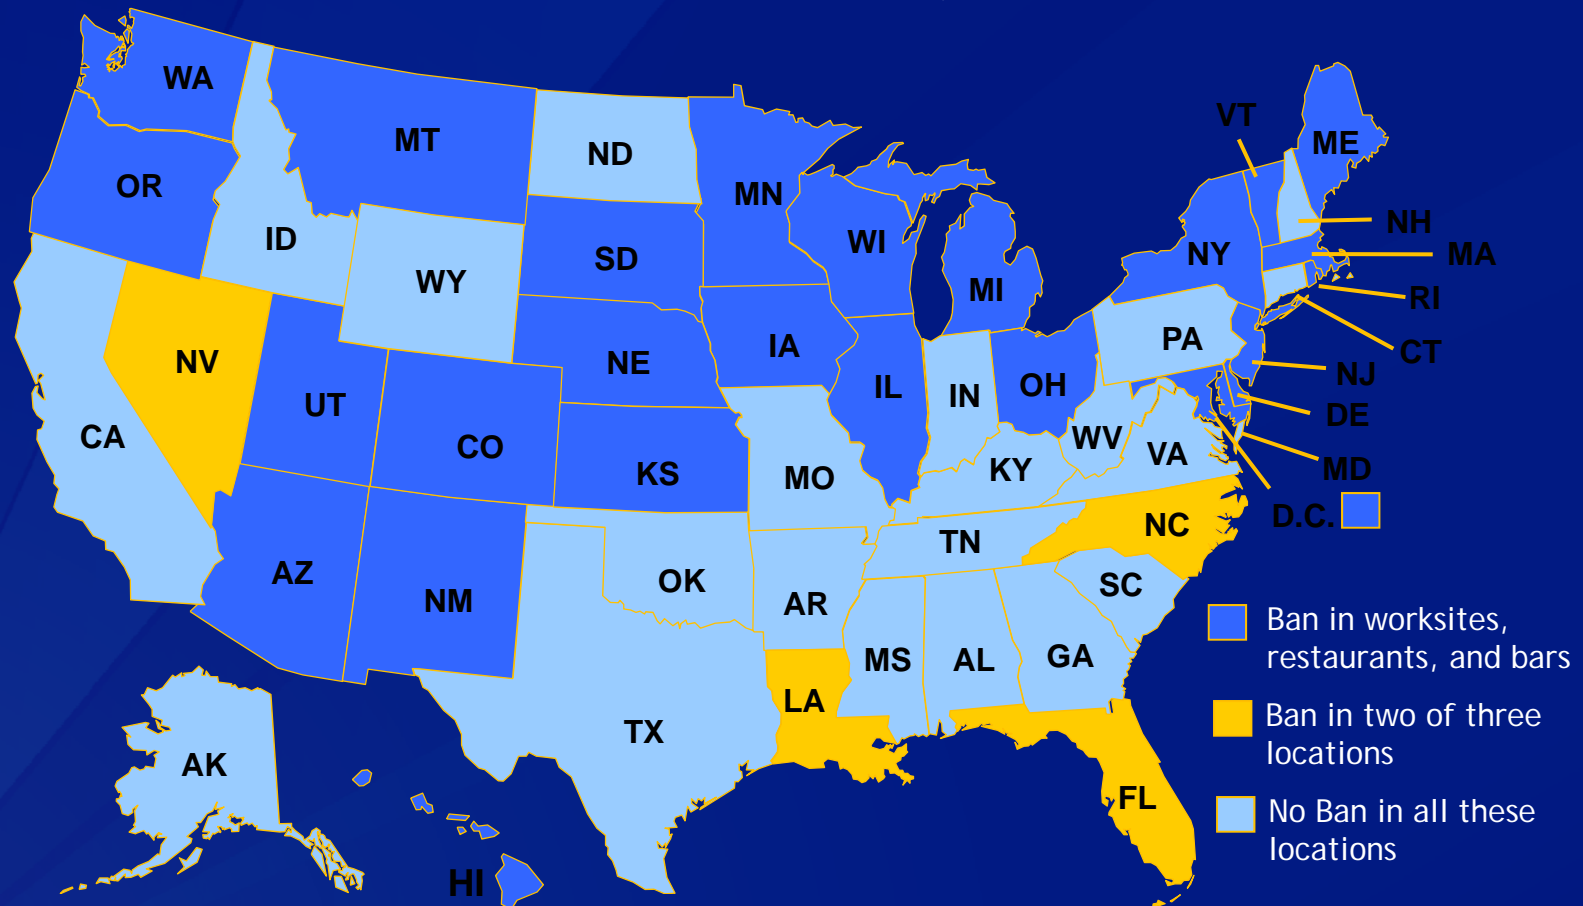 WA
MT
ND
MN
VT
ME
OR
ID
WY
SD
WI
MI
NY
NH
MA
RI
CT
NV
UT
CO
NE
IA
IL
IN
OH
PA
NJ
DE
MD
D.C.
CA
KS
MO
KY
WV
VA
AZ
NM
OK
AR
TN
NC
SC
MS
AL
GA
LA
TX
FL
AK
HI
Ban in worksites,
restaurants, and bars
Ban in two of three
locations
No Ban in all these
locations